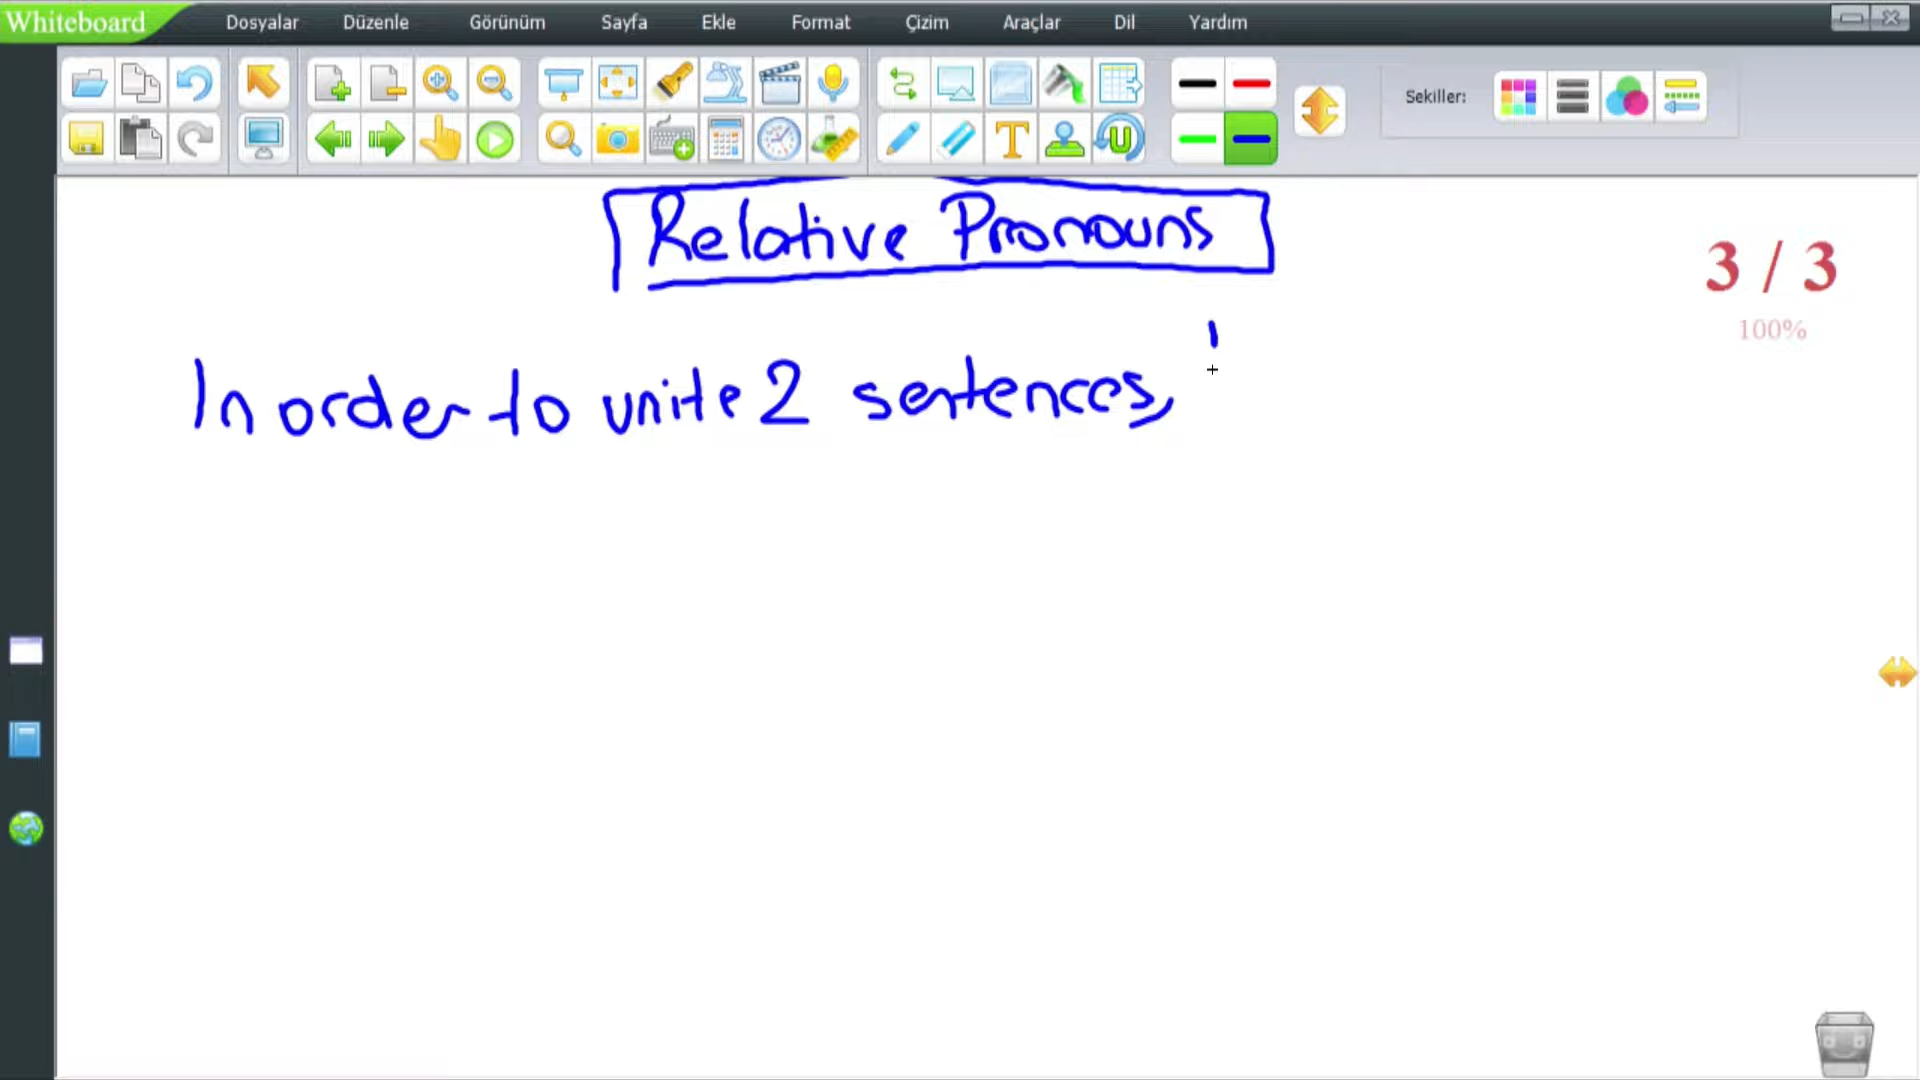 Whiteboard Dosyalar Düzenle Görünüm Sayfa Ekle Format Çizim Araçlar Dil Yardım
Sekiller:
Relative Pronouns
3 / 3
100%
In order to unite 2 sentences,